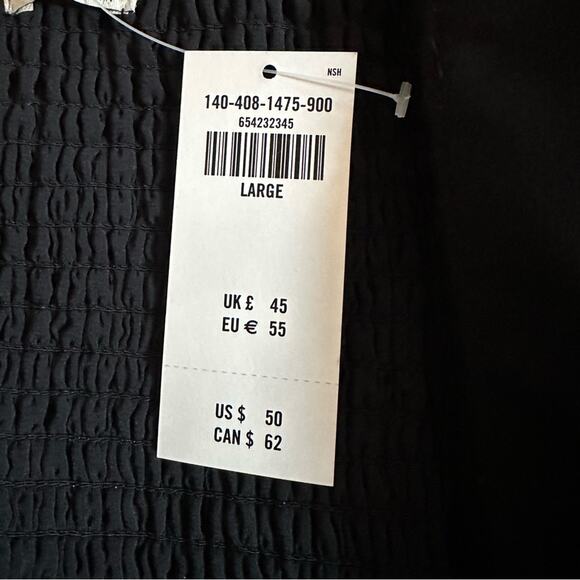 NSH
140-408-1475-900
654232345
LARGE
UK £ 45
EU € 55
US $ 50
CAN $ 62